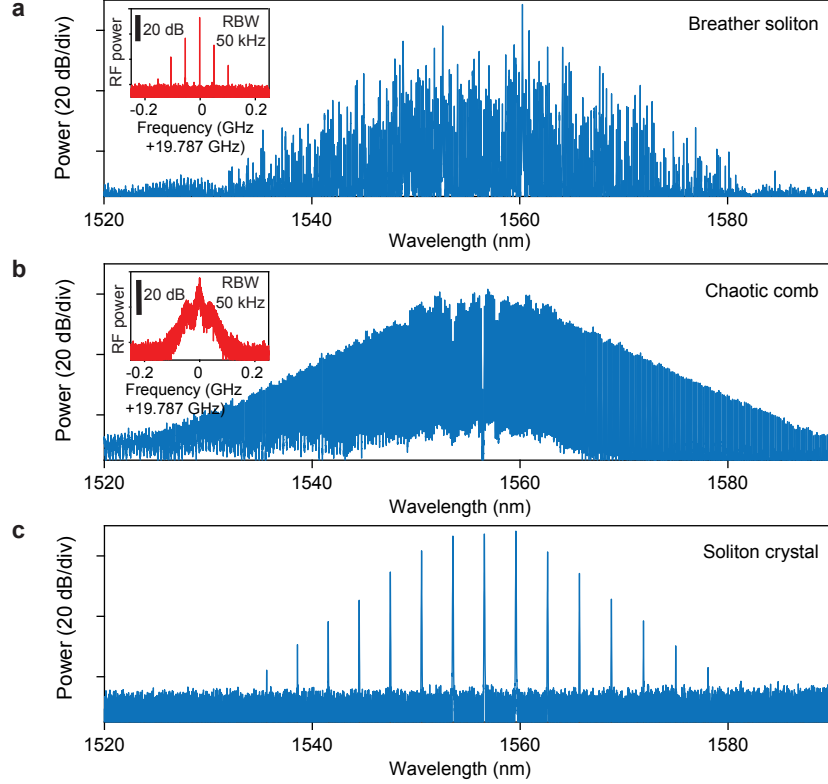 a
Breather soliton
Power (20 dB/div)
20 dB
RBW
50 kHz
RF power
-0.2 0 0.2
Frequency (GHz
+19.787 GHz)
1520 1540 1560 1580
Wavelength (nm)
b
Chaotic comb
Power (20 dB/div)
20 dB
RBW
50 kHz
RF power
-0.2 0 0.2
Frequency (GHz
+19.787 GHz)
1520 1540 1560 1580
Wavelength (nm)
c
Soliton crystal
Power (20 dB/div)
1520 1540 1560 1580
Wavelength (nm)